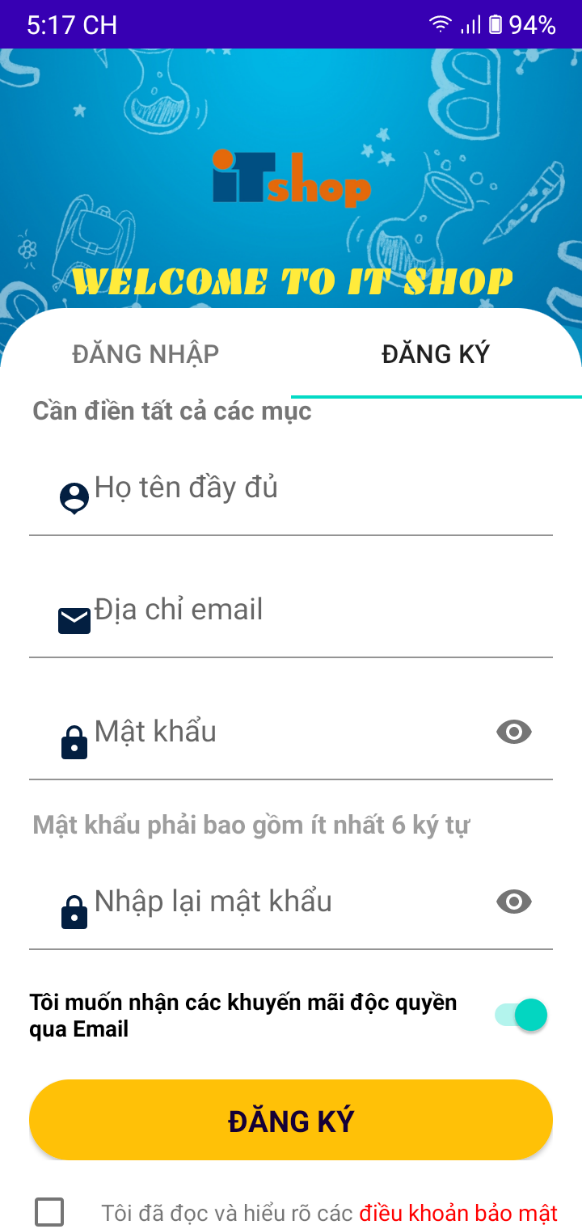 5:17 CH
94%
iTshop
WELCOME TO IT SHOP
ĐĂNG NHẬP
ĐĂNG KÝ
Cần điền tất cả các mục
Họ tên đầy đủ
Địa chỉ email
Mật khẩu
Mật khẩu phải bao gồm ít nhất 6 ký tự
Nhập lại mật khẩu
Tôi muốn nhận các khuyến mãi độc quyền
qua Email
ĐĂNG KÝ
Tôi đã đọc và hiểu rõ các điều khoản bảo mật